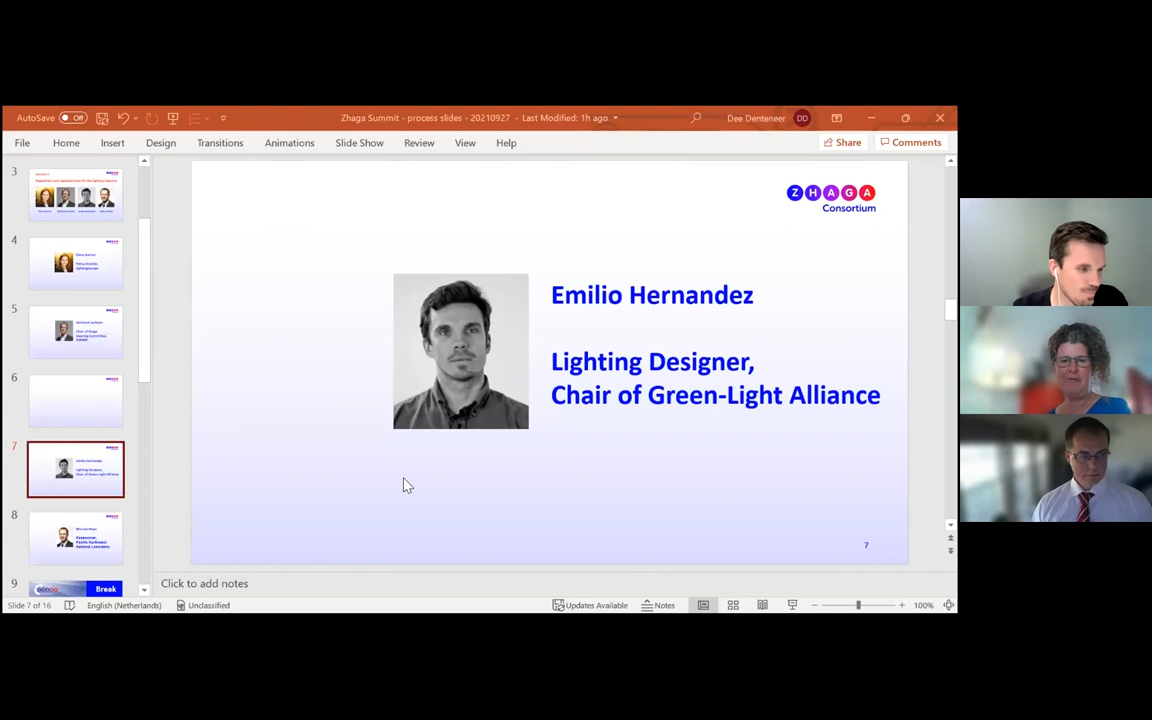 AutoSave Off
Zhaga Summit - process slides - 20210927 - Last Modified: 1h ago
Dee Denteneer DD
File Home Insert Design Transitions Animations Slide Show Review View Help
Share Comments
3
4
5
6
7
8
9
Break
ZHAGA
Consortium
Emilio Hernandez
Lighting Designer,
Chair of Green-Light Alliance
7
Click to add notes
Slide 7 of 16 English (Netherlands) Unclassified Updates Available Notes 100%